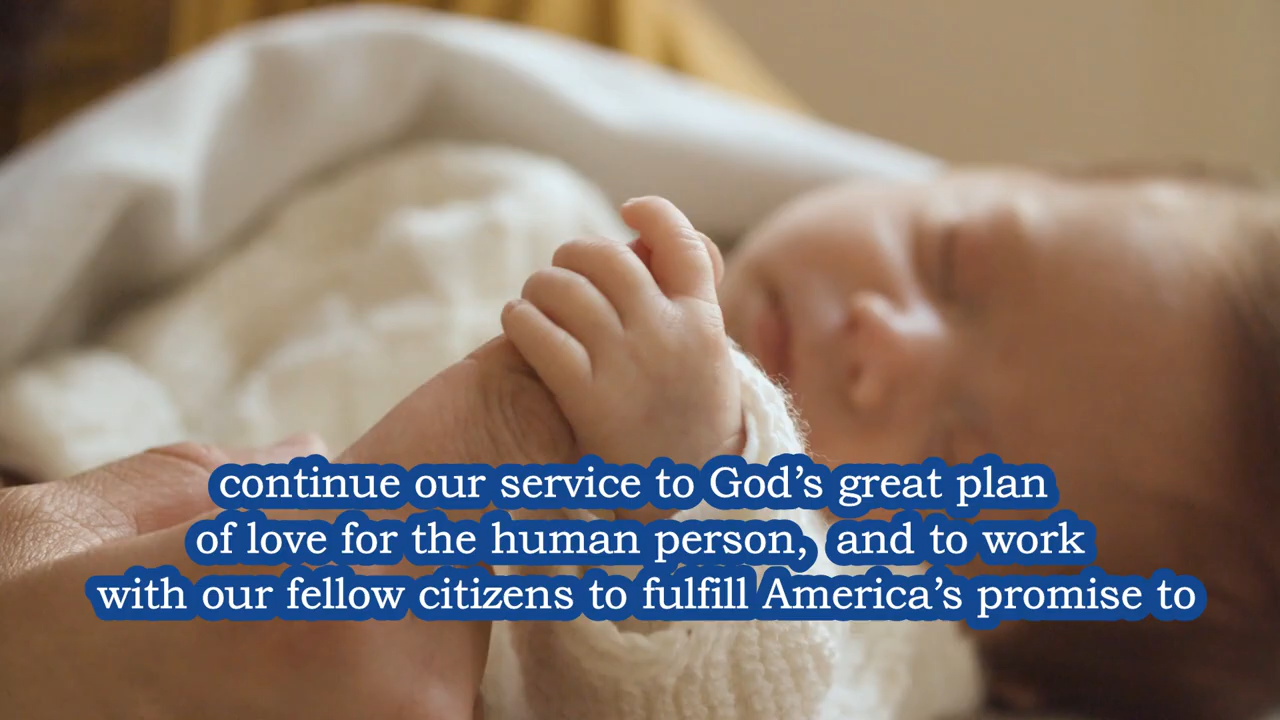 continue our service to God’s great plan
of love for the human person, and to work
with our fellow citizens to fulfill America’s promise to